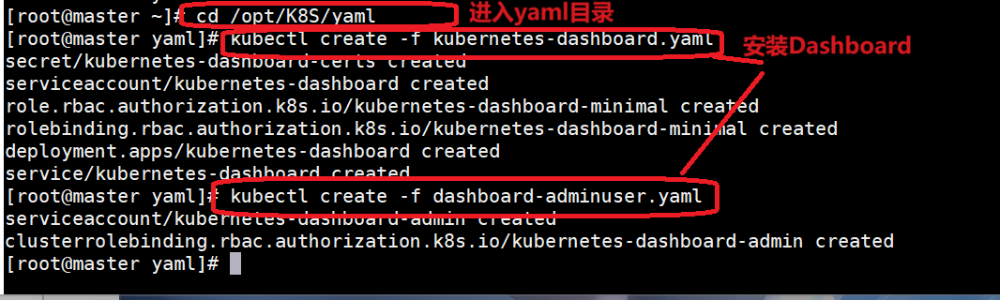 [root@master ~]# cd /opt/K8S/yaml 进入yaml目录
[root@master yaml]# kubectl create -f kubernetes-dashboard.yaml 安装Dashboard
secret/kubernetes-dashboard-certs created
serviceaccount/kubernetes-dashboard created
role.rbac.authorization.k8s.io/kubernetes-dashboard-minimal created
rolebinding.rbac.authorization.k8s.io/kubernetes-dashboard-minimal created
deployment.apps/kubernetes-dashboard created
service/kubernetes-dashboard created
[root@master yaml]# kubectl create -f dashboard-adminuser.yaml
serviceaccount/kubernetes-dashboard-admin created
clusterrolebinding.rbac.authorization.k8s.io/kubernetes-dashboard-admin created
[root@master yaml]#